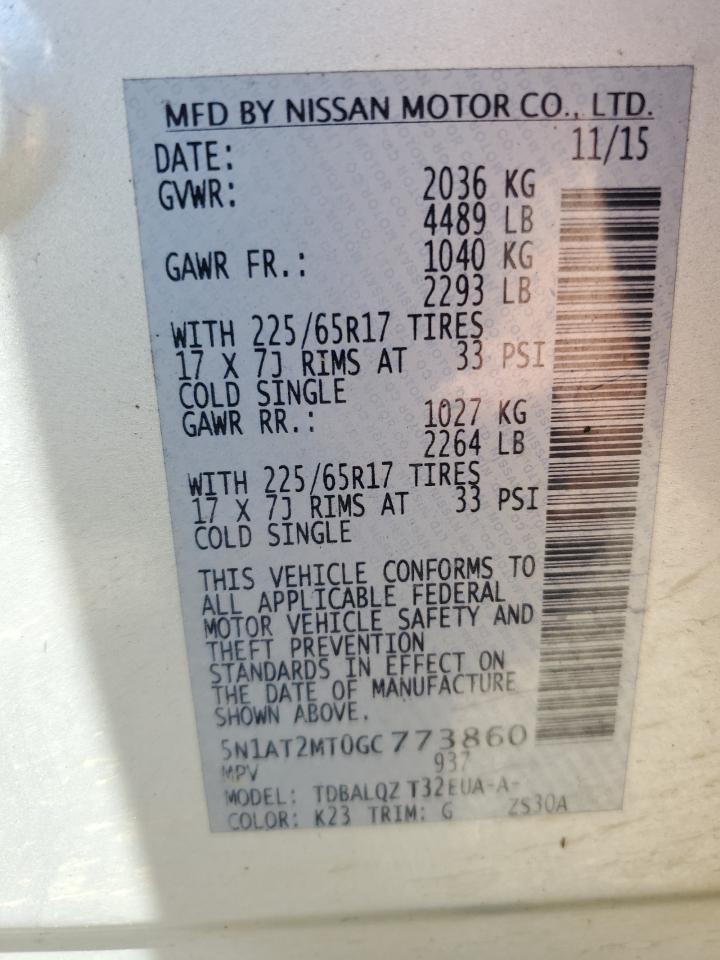 MFD BY NISSAN MOTOR CO., LTD.
DATE: 11/15
GVWR: 2036 KG
4489 LB
GAWR FR.: 1040 KG
2293 LB
WITH 225/65R17 TIRES
17 X 7J RIMS AT 33 PSI
COLD SINGLE
GAWR RR.: 1027 KG
2264 LB
WITH 225/65R17 TIRES
17 X 7J RIMS AT 33 PSI
COLD SINGLE
THIS VEHICLE CONFORMS TO
ALL APPLICABLE FEDERAL
MOTOR VEHICLE SAFETY AND
THEFT PREVENTION
STANDARDS IN EFFECT ON
THE DATE OF MANUFACTURE
SHOWN ABOVE.
5N1AT2MT0GC773860
MPV 937
MODEL: TDBALQZ T32EUA-A-
COLOR: K23 TRIM: G ZS30A